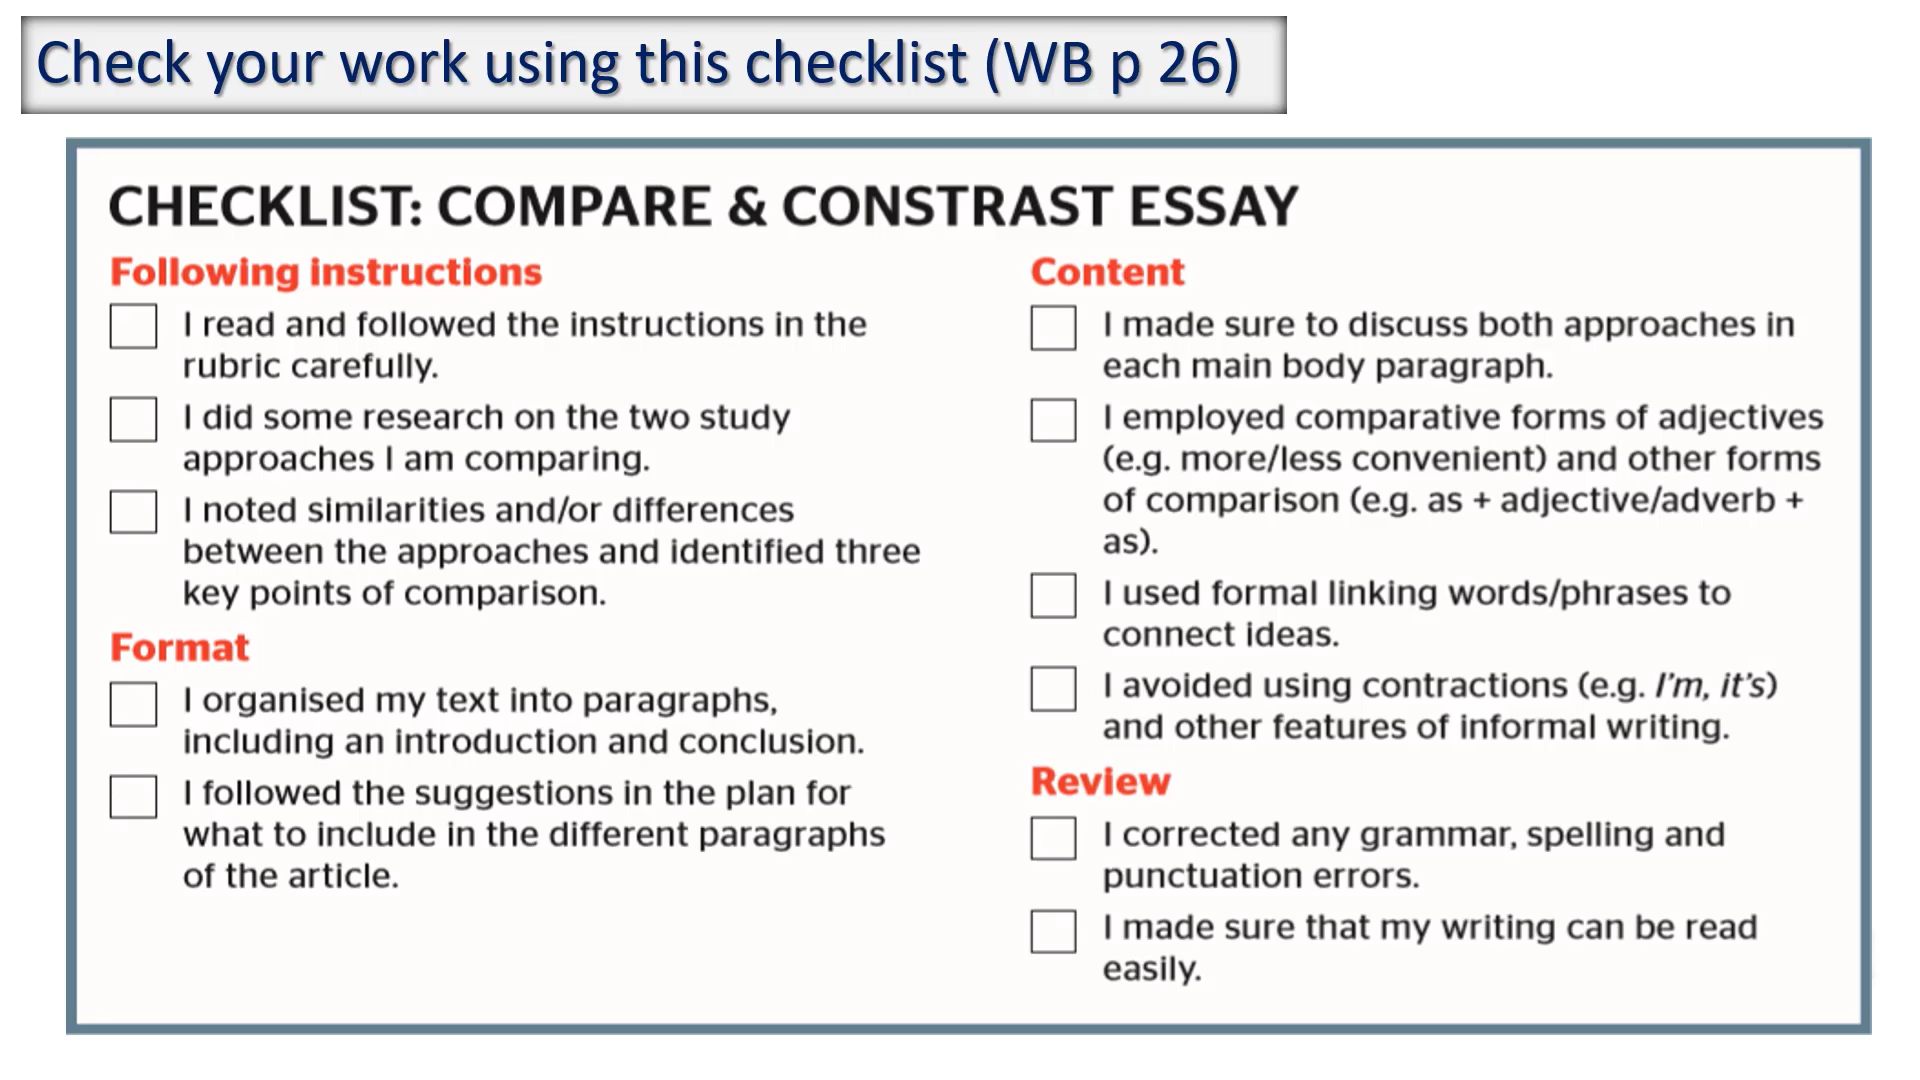 Check your work using this checklist (WB p 26)
CHECKLIST: COMPARE & CONSTRAST ESSAY
Following instructions
I read and followed the instructions in the
rubric carefully.
I did some research on the two study
approaches I am comparing.
I noted similarities and/or differences
between the approaches and identified three
key points of comparison.
Format
I organised my text into paragraphs,
including an introduction and conclusion.
I followed the suggestions in the plan for
what to include in the different paragraphs
of the article.
Content
I made sure to discuss both approaches in
each main body paragraph.
I employed comparative forms of adjectives
(e.g. more/less convenient) and other forms
of comparison (e.g. as + adjective/adverb +
as).
I used formal linking words/phrases to
connect ideas.
I avoided using contractions (e.g. I'm, it's)
and other features of informal writing.
Review
I corrected any grammar, spelling and
punctuation errors.
I made sure that my writing can be read
easily.